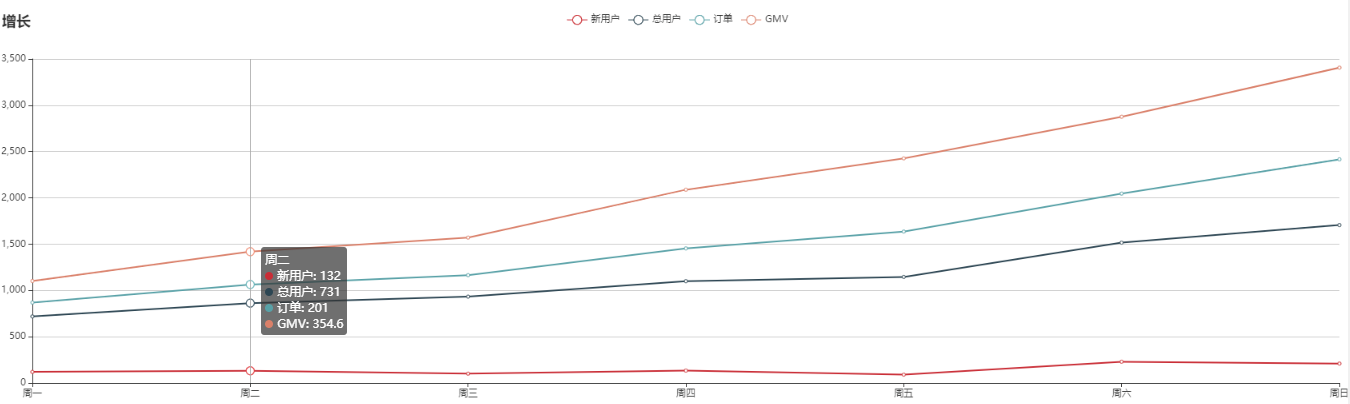 增长
新用户 总用户 订单 GMV
3,500
3,000
2,500
2,000
1,500
1,000
500
0
周二
新用户: 132
总用户: 731
订单: 201
GMV: 354.6
周一 周二 周三 周四 周五 周六 周日